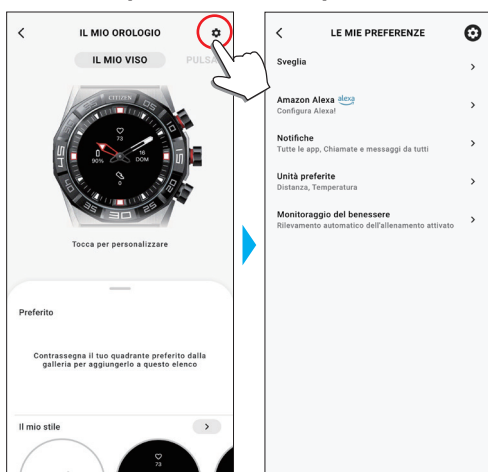 IL MIO OROLOGIO
IL MIO VISO
PULSA
CITIZEN
73
90%
16
DOM
0
Tocca per personalizzare
Preferito
Contrassegna il tuo quadrante preferito dalla
galleria per aggiungerlo a questo elenco
Il mio stile
73
LE MIE PREFERENZE
Sveglia
Amazon Alexa alexa
Configura Alexa!
Notifiche
Tutte le app, Chiamate e messaggi da tutti
Unità preferite
Distanza, Temperatura
Monitoraggio del benessere
Rilevamento automatico dell'allenamento attivato